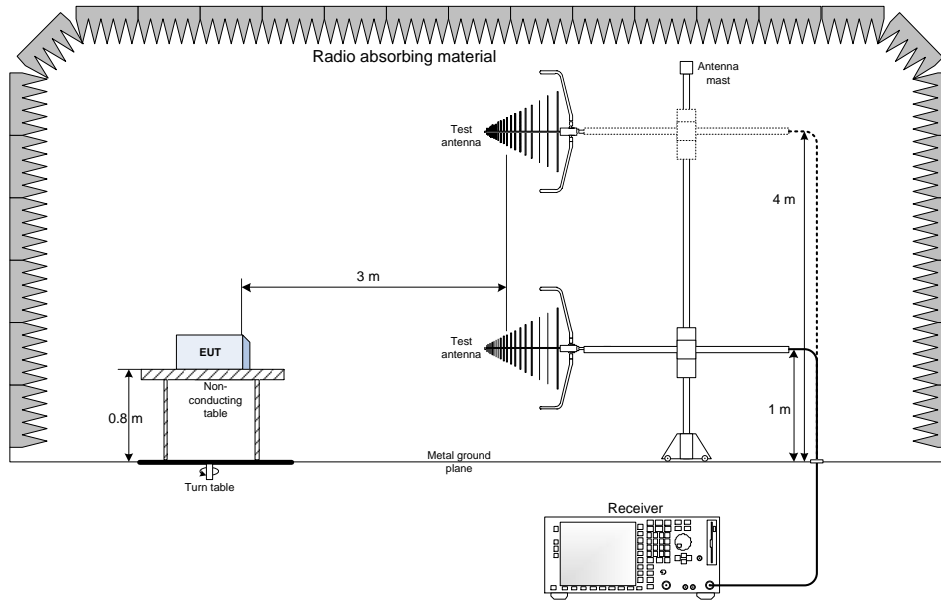 Radio absorbing material
Antenna
mast
Test
antenna
4 m
3 m
Test
antenna
EUT
Non-
conducting
table
0.8 m
1 m
Metal ground
plane
Turn table
Receiver